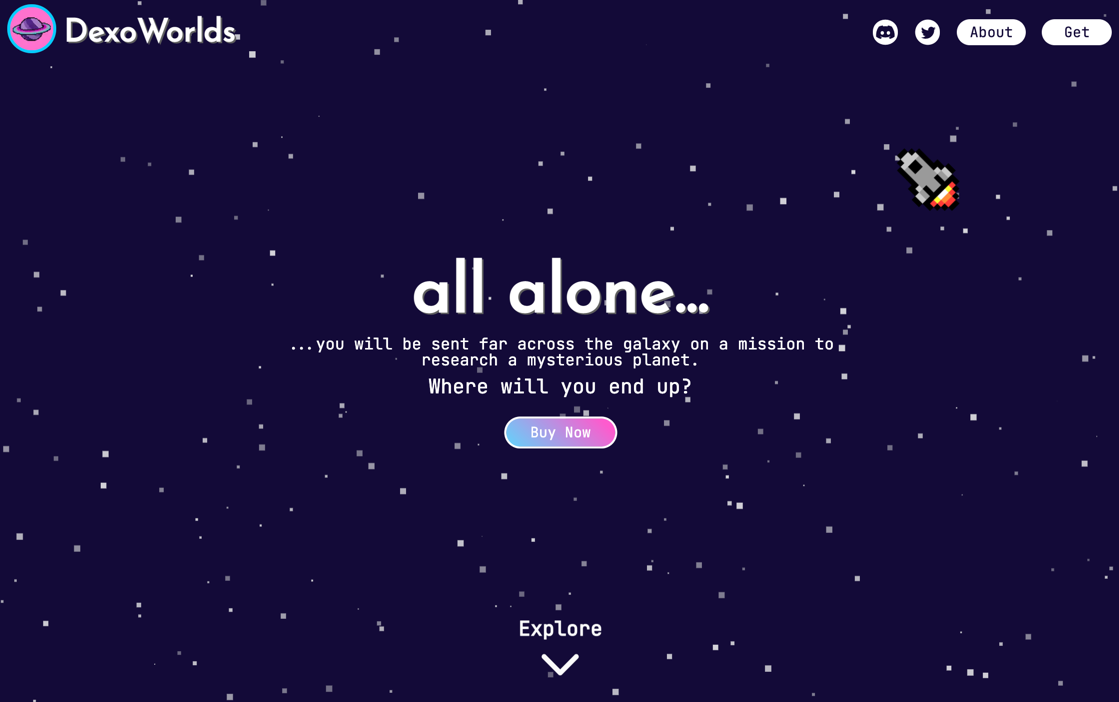 DexoWorlds
About
Get
all alone...
...you will be sent far across the galaxy on a mission to
research a mysterious planet.
Where will you end up?
Buy Now
Explore